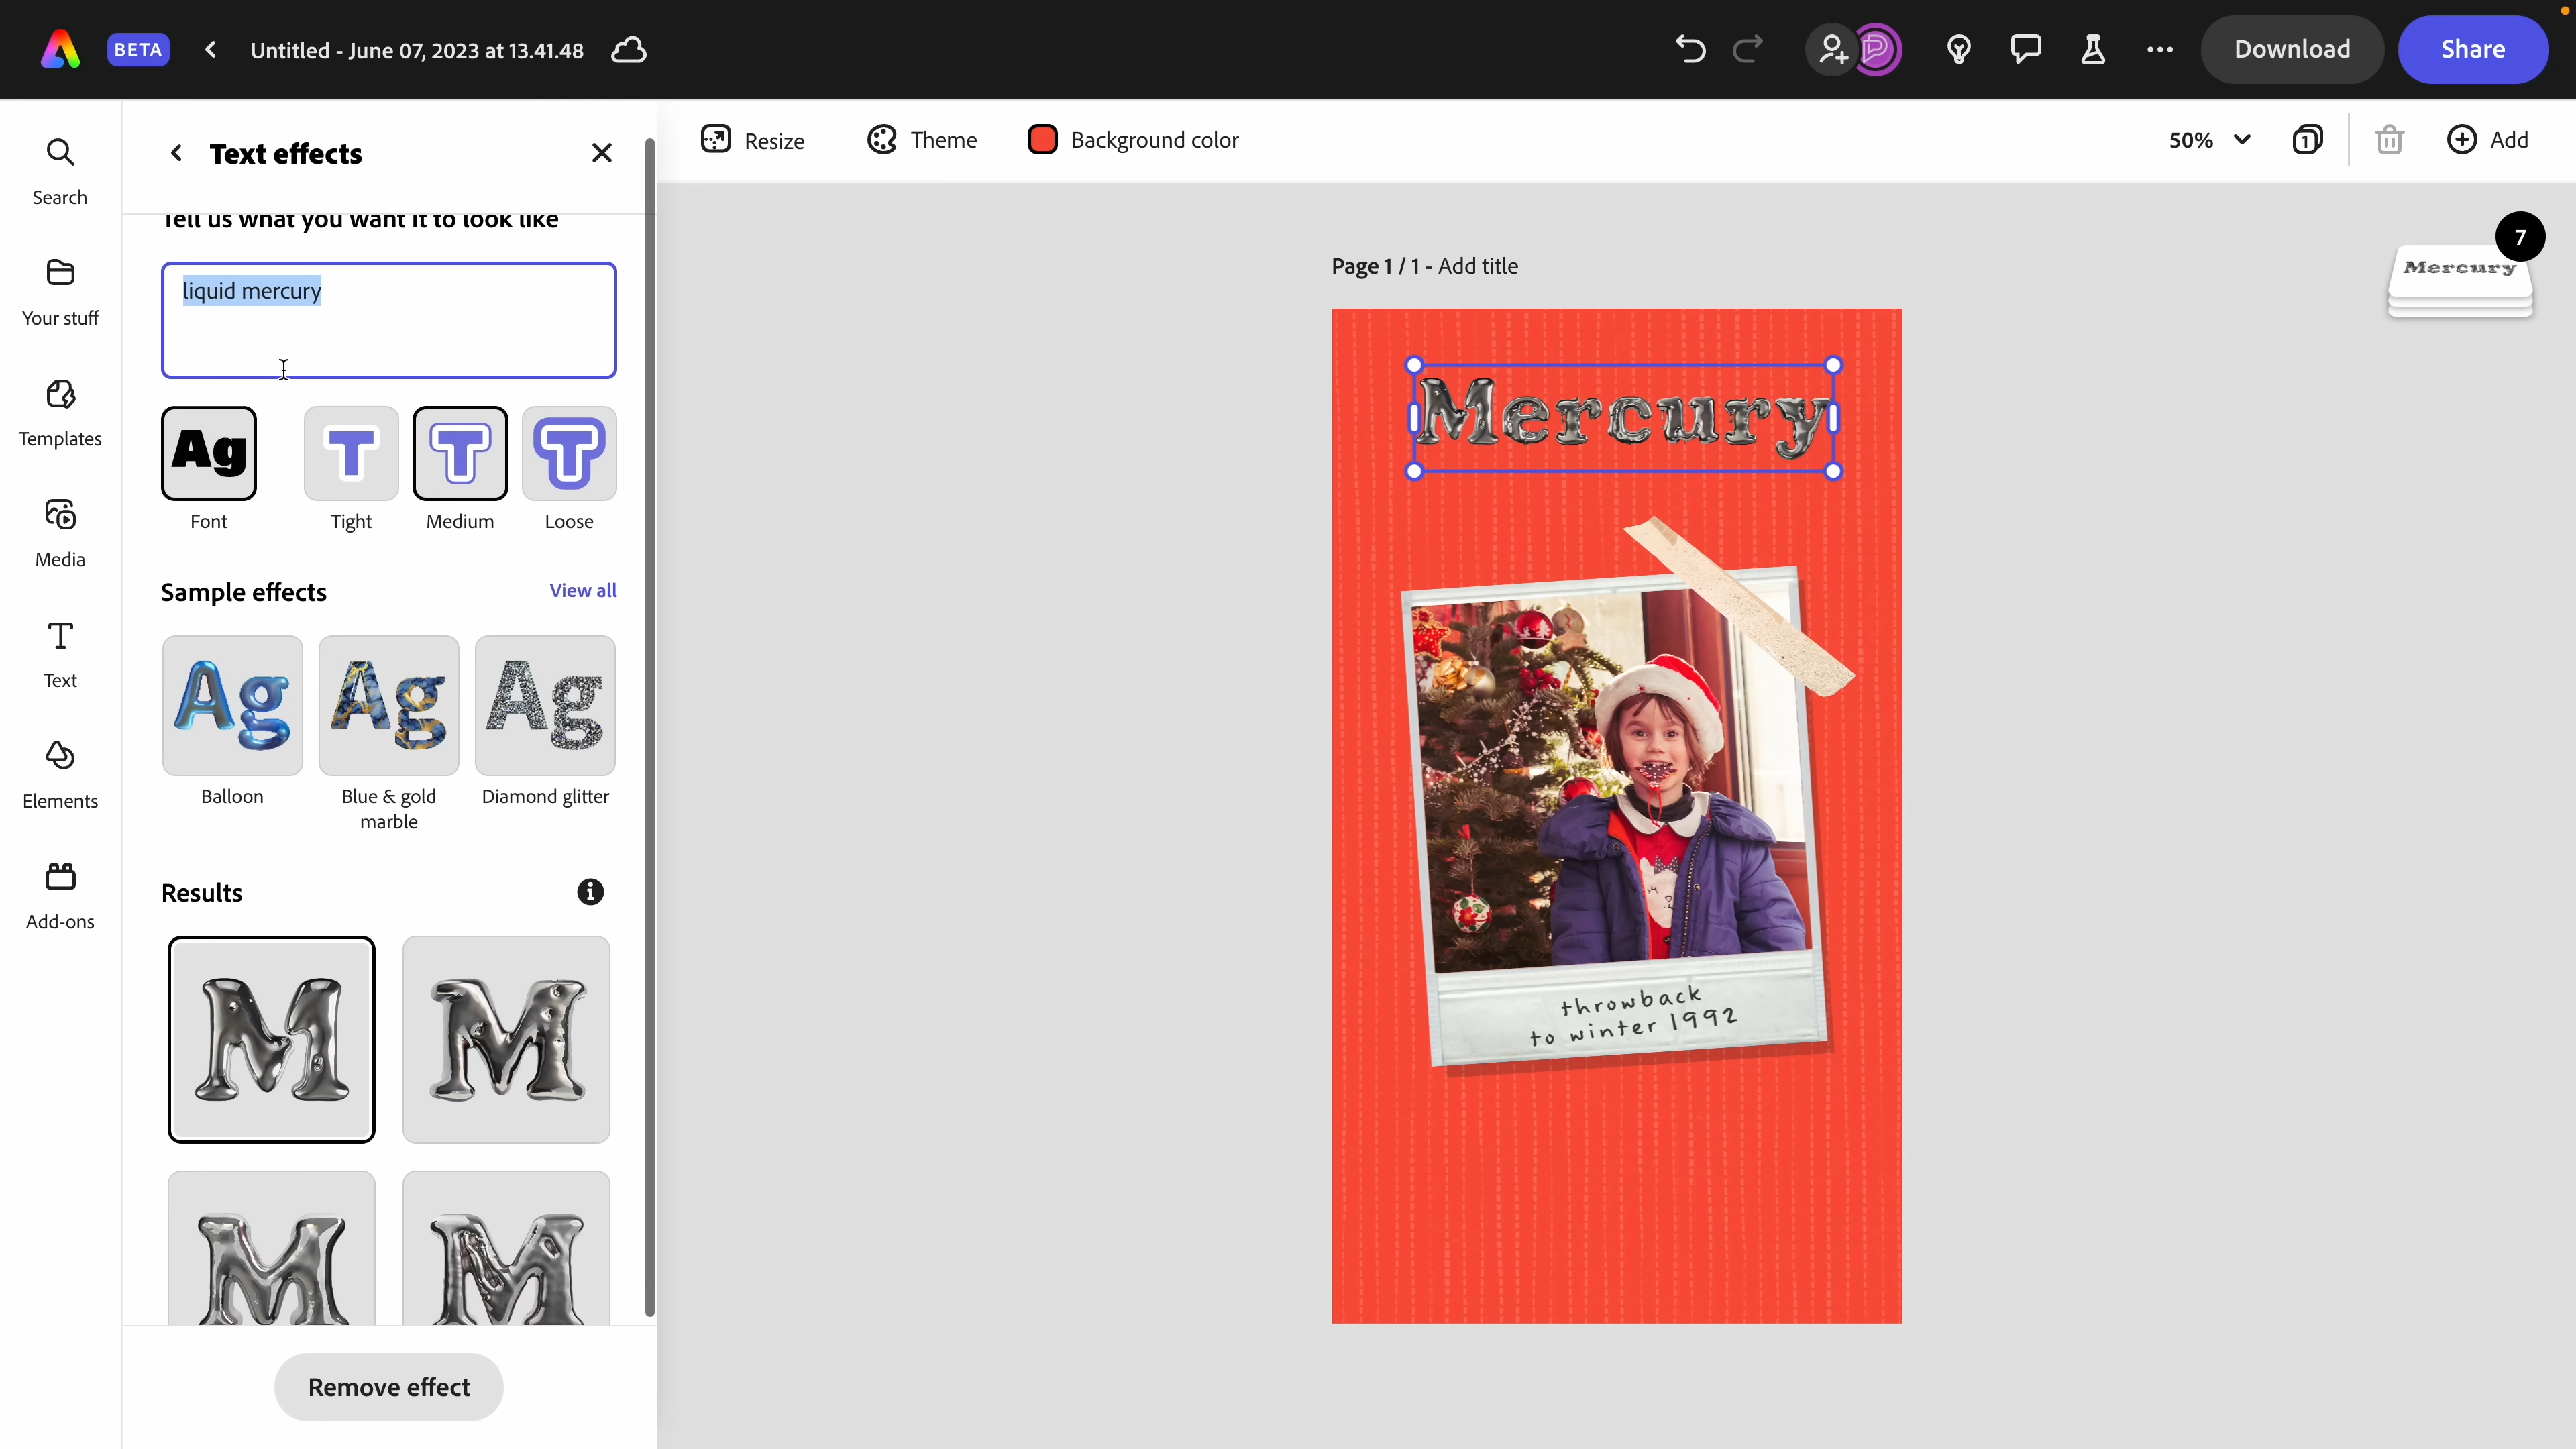 BETA
Untitled - June 07, 2023 at 13.41.48
Download
Share
Search
Your stuff
Templates
Media
Text
Elements
Add-ons
Text effects
Tell us what you want it to look like
liquid mercury
Ag
T
T
T
Font
Tight
Medium
Loose
Sample effects
View all
Ag
Ag
Ag
Balloon
Blue & gold
marble
Diamond glitter
Results
M
M
M
M
Remove effect
Resize
Theme
Background color
50%
1
Add
7
Mercury
Page 1 / 1 - Add title
Mercury
throwback
to winter 1992